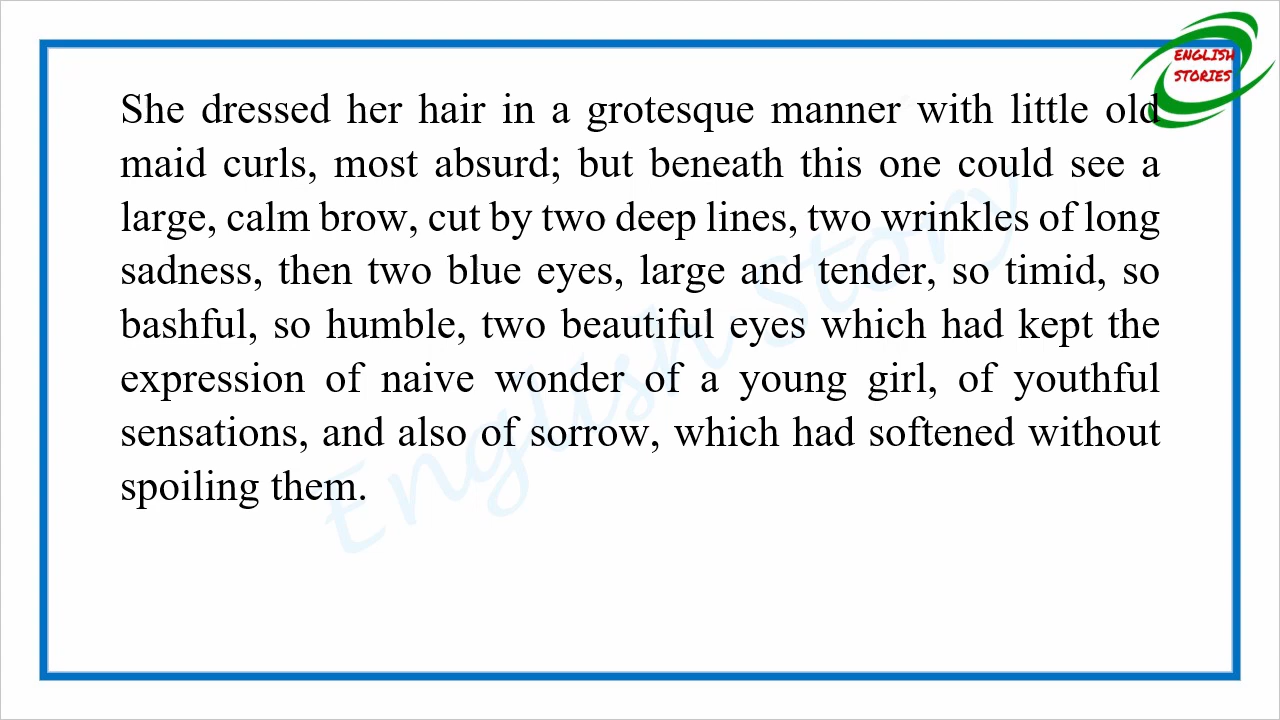 ENGLISH
STORIES
She dressed her hair in a grotesque manner with little old
maid curls, most absurd; but beneath this one could see a
large, calm brow, cut by two deep lines, two wrinkles of long
sadness, then two blue eyes, large and tender, so timid, so
bashful, so humble, two beautiful eyes which had kept the
expression of naive wonder of a young girl, of youthful
sensations, and also of sorrow, which had softened without
spoiling them.
English Story